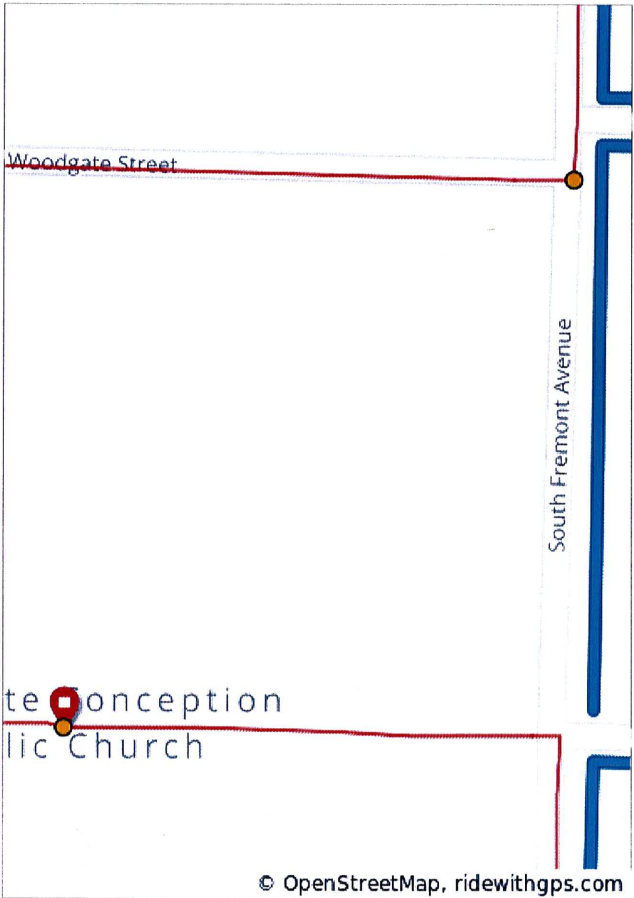 Woodgate Street
South Fremont Avenue
te Conception
lic Church
© OpenStreetMap, ridewithgps.com